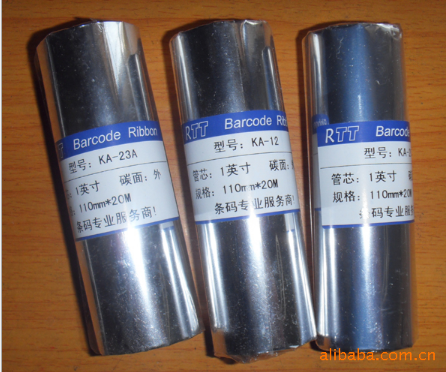 RTT Barcode Ribbon
型号: KA-23A
1英寸 碳面: 外
110mm*20M
条码专业服务商!
RTT Barcode
型号: KA-12
管芯: 1英寸
规格: 110mm*20M
条码专业服务商!
RTT Barcode
型号: KA-
管芯: 1英寸
规格: 110mm*20M
条码专业服务商
alibaba.com.cn